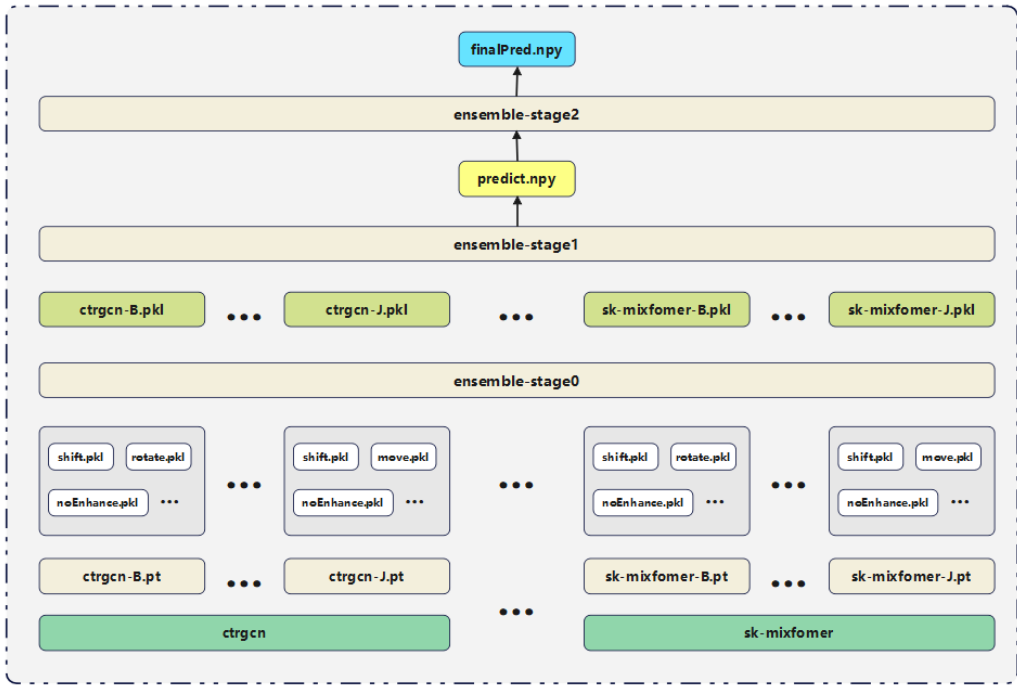 finalPred.npy
ensemble-stage2
predict.npy
ensemble-stage1
ctrgcn-B.pkl ••• ctrgcn-J.pkl ••• sk-mixfomer-B.pkl ••• sk-mixfomer-J.pkl
ensemble-stage0
shift.pkl rotate.pkl
noEnhance.pkl •••
•••
shift.pkl move.pkl
noEnhance.pkl •••
•••
shift.pkl rotate.pkl
noEnhance.pkl •••
•••
shift.pkl move.pkl
noEnhance.pkl •••
ctrgcn-B.pt ••• ctrgcn-J.pt ••• sk-mixfomer-B.pt ••• sk-mixfomer-J.pt
ctrgcn sk-mixfomer